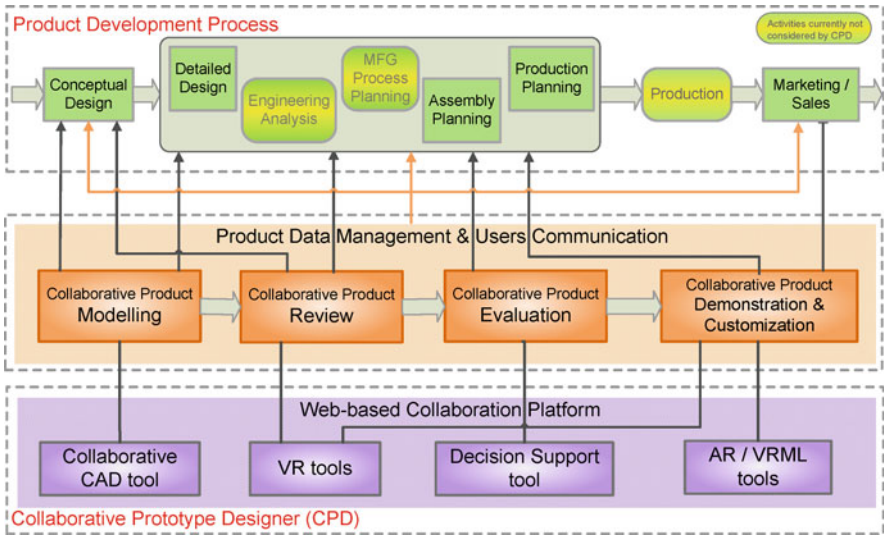 Product Development Process
Activities currently not
considered by CPD
Conceptual
Design
Detailed
Design
Engineering
Analysis
MFG
Process
Planning
Assembly
Planning
Production
Planning
Production
Marketing /
Sales
Product Data Management & Users Communication
Collaborative Product
Modelling
Collaborative Product
Review
Collaborative Product
Evaluation
Collaborative Product
Demonstration &
Customization
Web-based Collaboration Platform
Collaborative
CAD tool
VR tools
Decision Support
tool
AR / VRML
tools
Collaborative Prototype Designer (CPD)